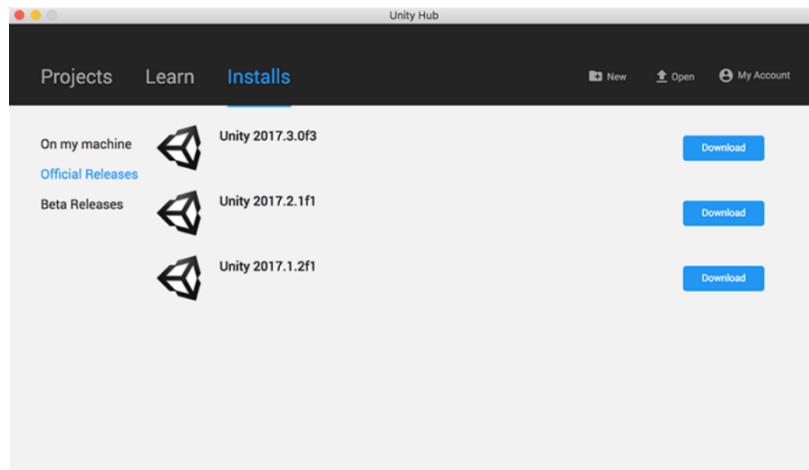 Unity Hub
Projects Learn Installs New Open My Account
On my machine
Official Releases
Beta Releases
Unity 2017.3.0f3 Download
Unity 2017.2.1f1 Download
Unity 2017.1.2f1 Download